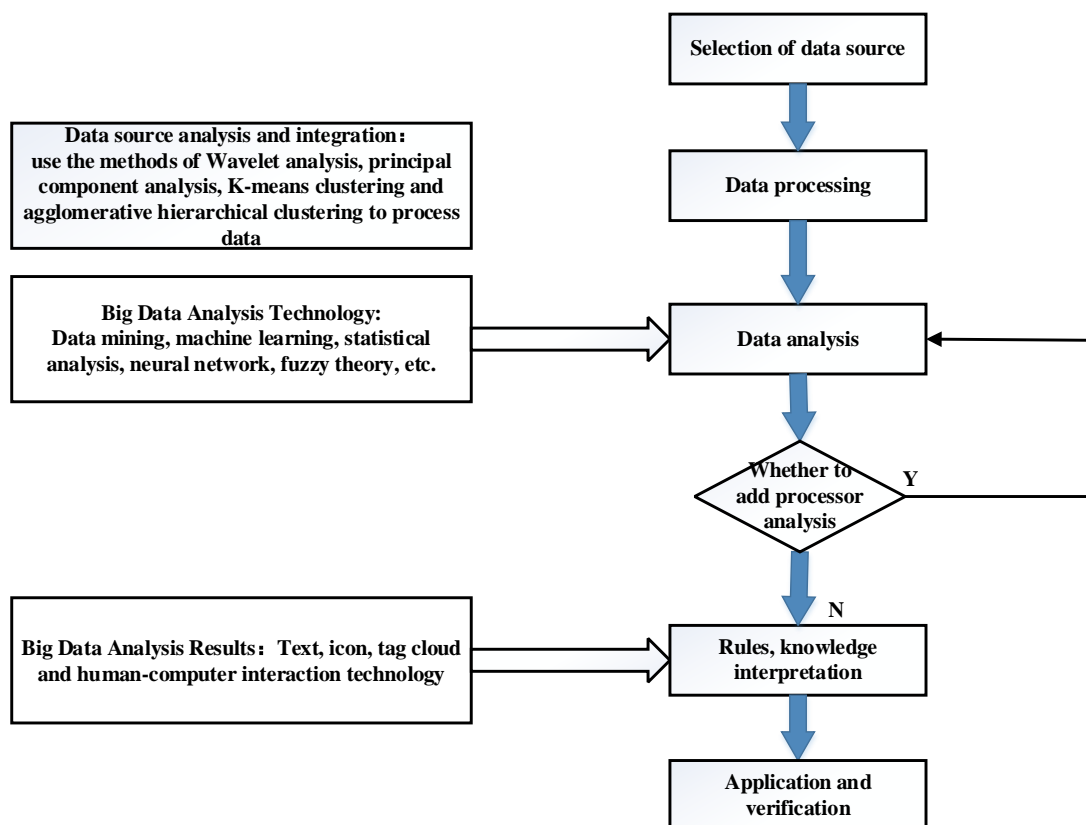 Selection of data source
Data source analysis and integration：
use the methods of Wavelet analysis, principal
component analysis, K-means clustering and
agglomerative hierarchical clustering to process
data
Data processing
Big Data Analysis Technology:
Data mining, machine learning, statistical
analysis, neural network, fuzzy theory, etc.
Data analysis
Whether to
add processor
analysis
Y
N
Big Data Analysis Results：Text, icon, tag cloud
and human-computer interaction technology
Rules, knowledge
interpretation
Application and
verification